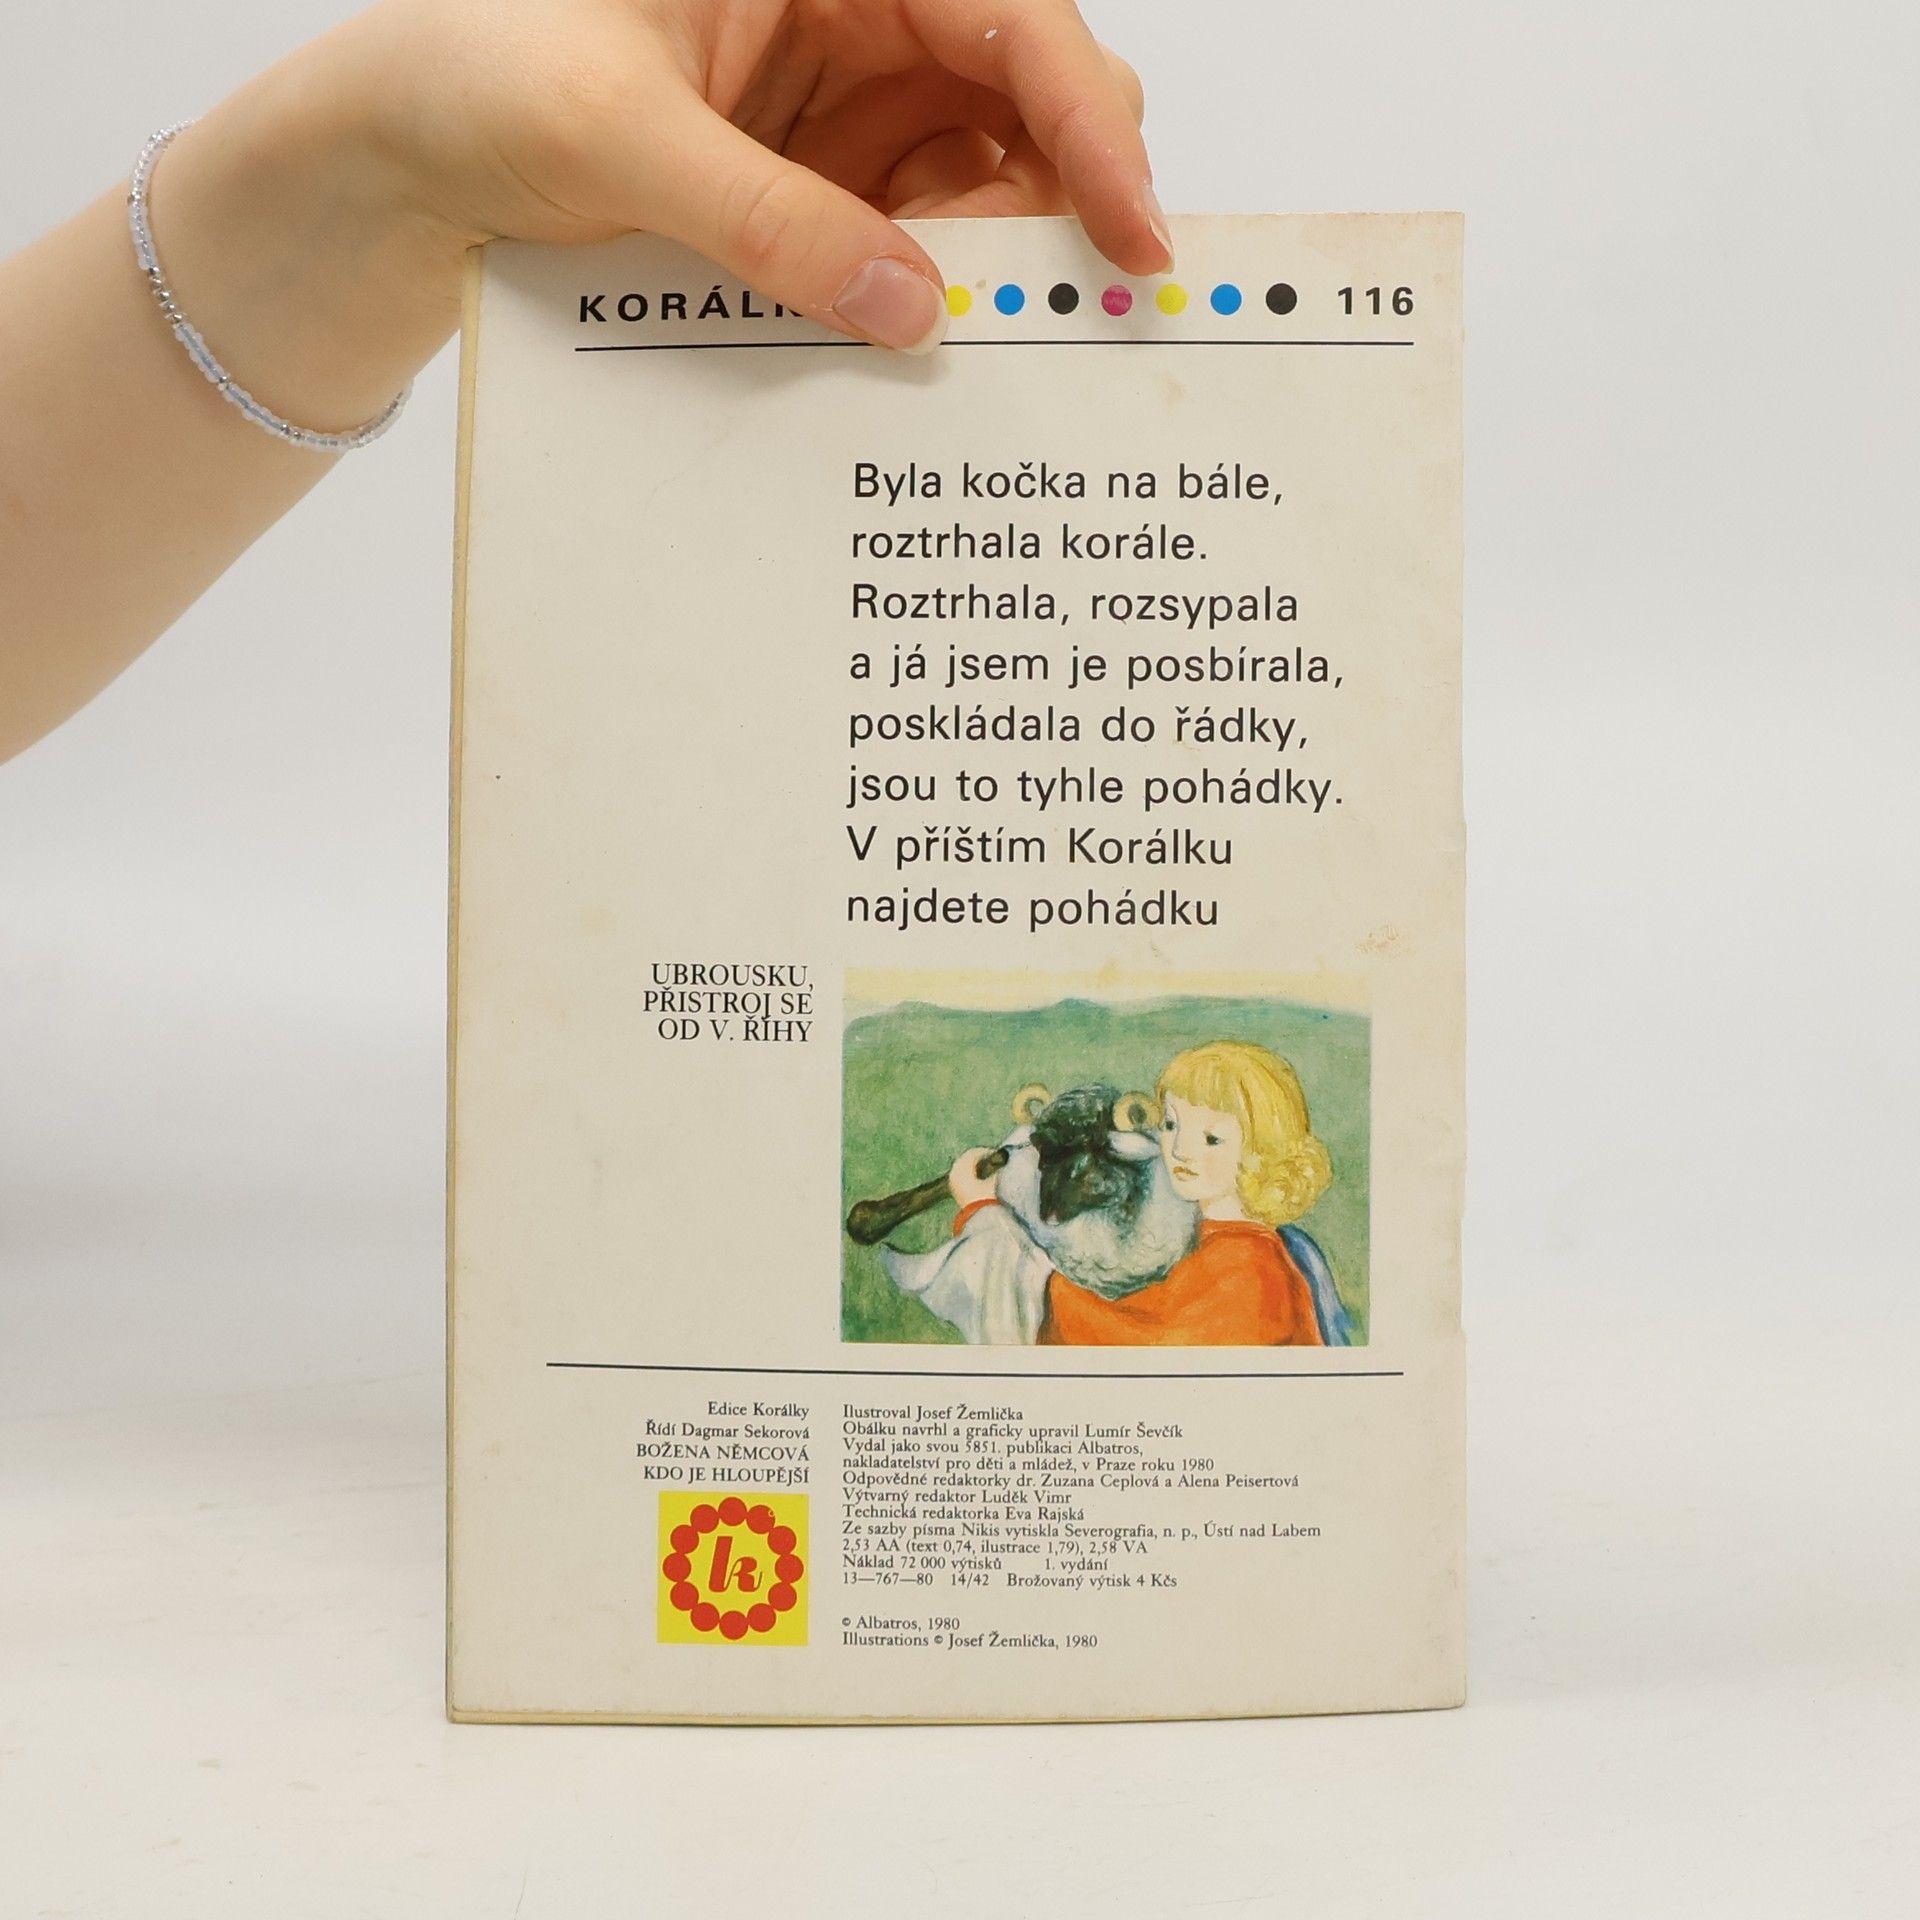 116
Byla kočka na bále,
roztrhala korále.
Roztrhala, rozsypala
a já jsem je posbírala,
poskládala do řádky,
jsou to tyhle pohádky.
V příštím Korálku
najdete pohádku
UBROUSKU,
PŘISTROJ SE
OD V. ŘÍHY
Edice Korálky
Řídí Dagmar Sekorová
BOŽENA NĚMCOVÁ
KDO JE HLOUPĚJŠÍ
k
Ilustroval Josef Žemlička
Obálku navrhl a graficky upravil Lumír Ševčík
Vydal jako svou 5851. publikaci Albatros,
nakladatelství pro děti a mládež, v Praze roku 1980
Odpovědné redaktorky dr. Zuzana Ceplová a Alena Peisertová
Výtvarný redaktor Luděk Vimr
Technická redaktorka Eva Rajská
Ze sazby písma Nikis vytiskla Severografia, n. p., Ústí nad Labem
2,53 AA (text 0,74, ilustrace 1,79), 2,58 VA
Náklad 72 000 výtisků 1. vydání
13—767—80 14/42 Brožovaný výtisk 4 Kčs
© Albatros, 1980
Illustrations © Josef Žemlička, 1980